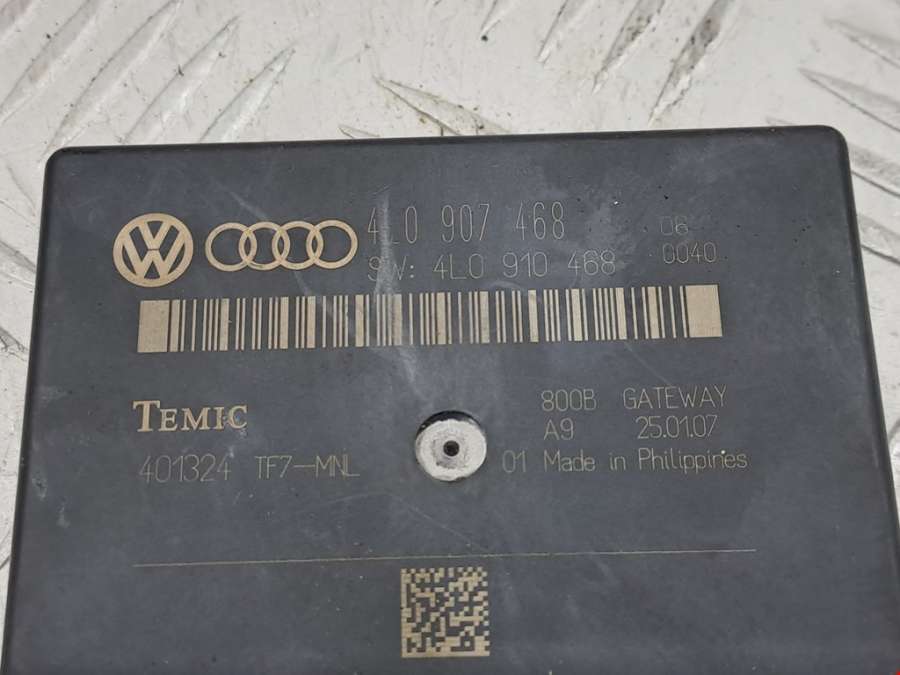 4L0 907 468 06
SW: 4L0 910 468 G040
TEMIC
800B GATEWAY
A9 25.01.07
401324 TF7-MNL 01 Made in Philippines